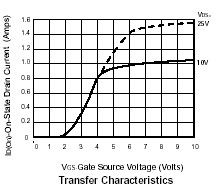 VDS=
25V
10V
ID(On)-On-State Drain Current (Amps)
1.6
1.4
1.2
1.0
0.8
0.6
0.4
0.2
0
0 1 2 3 4 5 6 7 8 9 10
VGS-Gate Source Voltage (Volts)
Transfer Characteristics